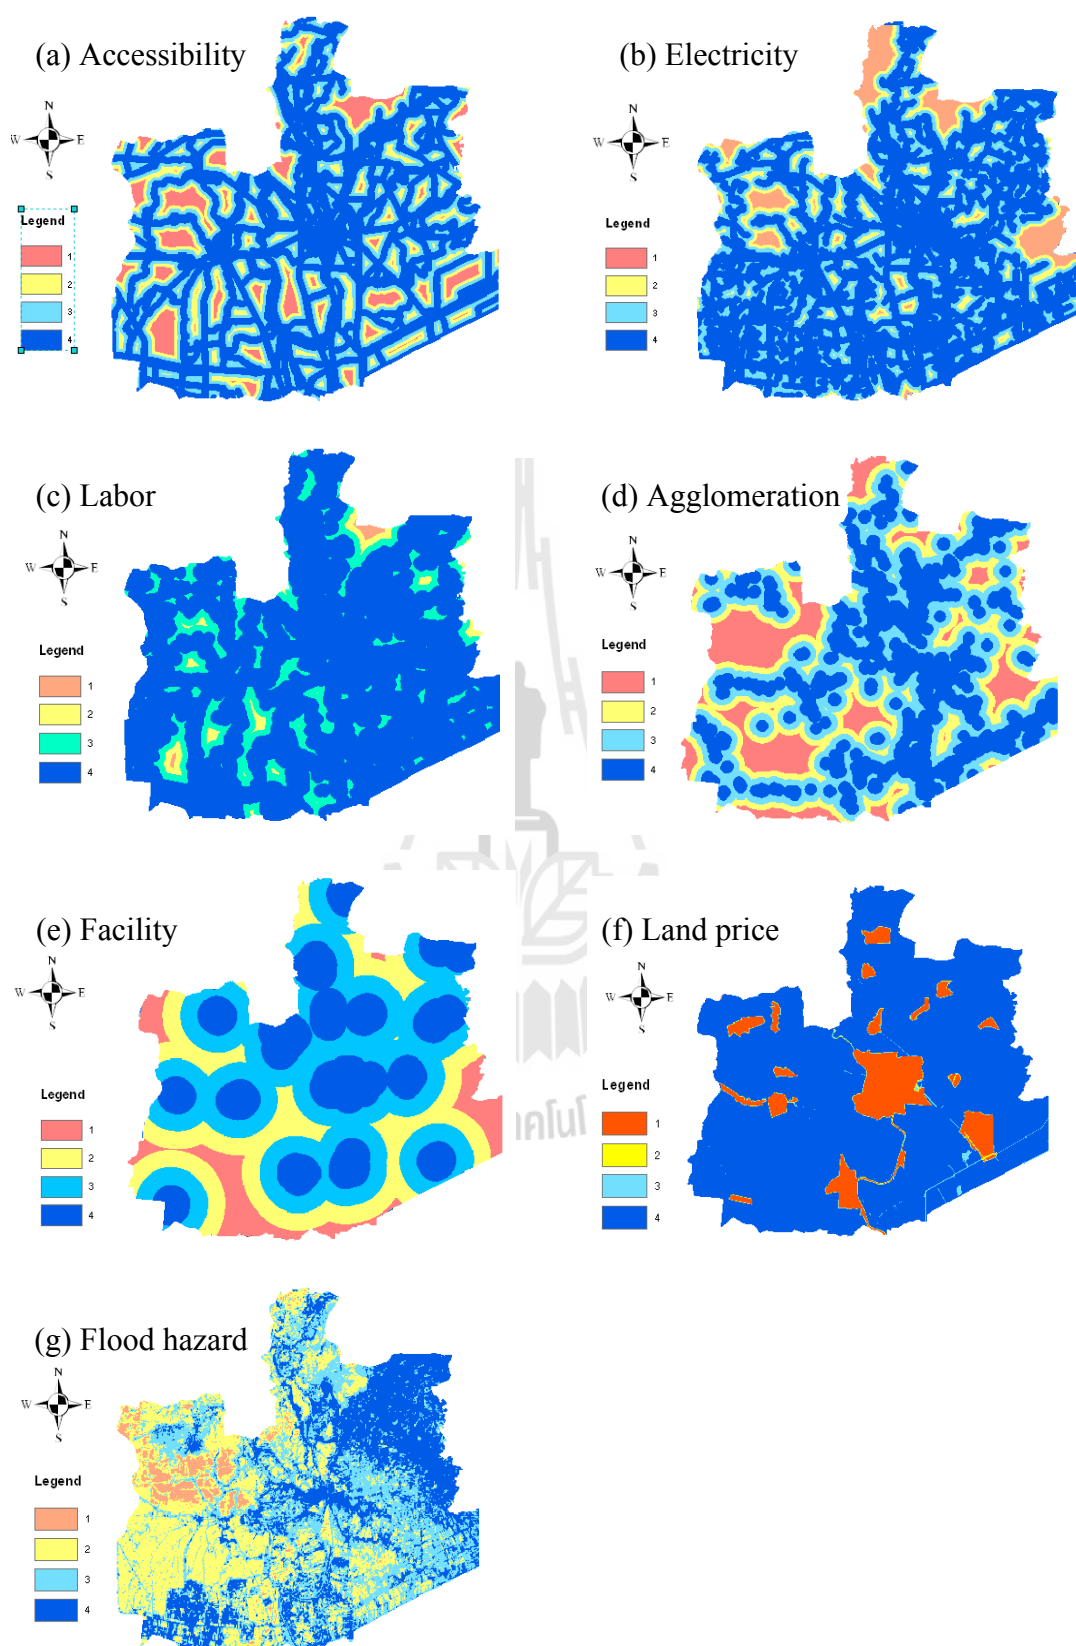 (a) Accessibility
N
W E
S
Legend
1
2
3
4
(b) Electricity
N
W E
S
Legend
1
2
3
4
(c) Labor
N
W E
S
Legend
1
2
3
4
(d) Agglomeration
N
W E
S
Legend
1
2
3
4
(e) Facility
N
W E
S
Legend
1
2
3
4
(f) Land price
N
W E
S
Legend
1
2
3
4
(g) Flood hazard
N
W E
S
Legend
1
2
3
4